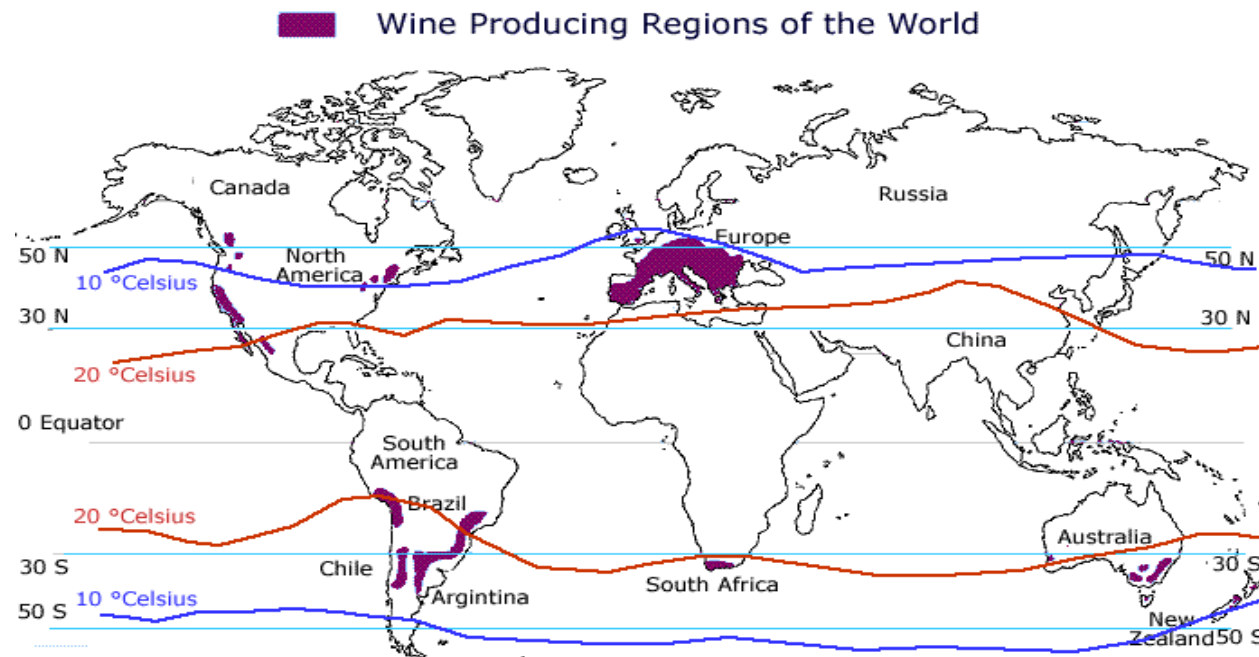 Wine Producing Regions of the World
Canada
Russia
Europe
50 N
North
America
50 N
10 °Celsius
30 N
30 N
China
20 °Celsius
0 Equator
South
America
Brazil
20 °Celsius
Australia
30 S
Chile
South Africa
30 S
10 °Celsius
Argintina
50 S
New
Zealand
50 S